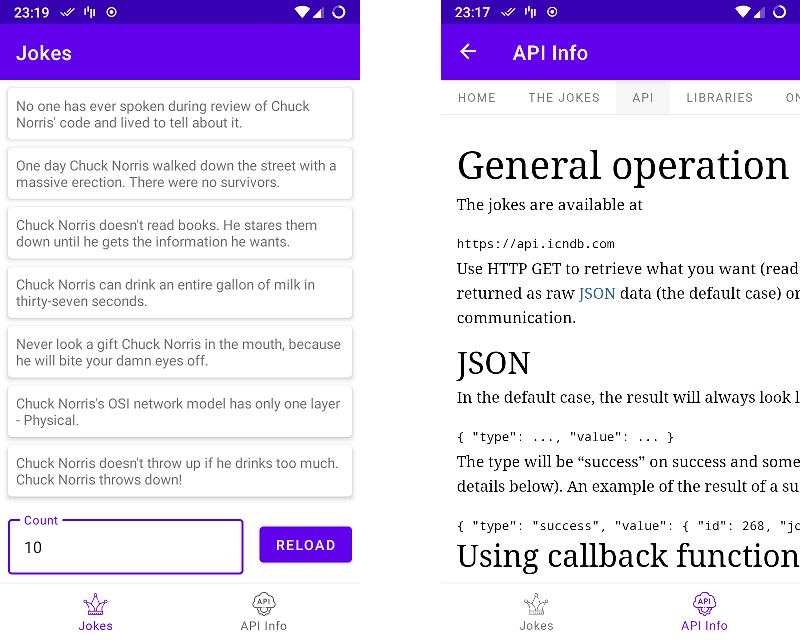 23:19
Jokes
No one has ever spoken during review of Chuck
Norris' code and lived to tell about it.
One day Chuck Norris walked down the street with a
massive erection. There were no survivors.
Chuck Norris doesn't read books. He stares them
down until he gets the information he wants.
Chuck Norris can drink an entire gallon of milk in
thirty-seven seconds.
Never look a gift Chuck Norris in the mouth, because
he will bite your damn eyes off.
Chuck Norris's OSI network model has only one layer
- Physical.
Chuck Norris doesn't throw up if he drinks too much.
Chuck Norris throws down!
Count
10
RELOAD
Jokes
API
API Info
23:17
API Info
HOME
THE JOKES
API
LIBRARIES
ON
General operation
The jokes are available at
https://api.icndb.com
Use HTTP GET to retrieve what you want (read
returned as raw JSON data (the default case) or
communication.
JSON
In the default case, the result will always look l
{ "type": ..., "value": ... }
The type will be “success” on success and some
details below). An example of the result of a su
{ "type": "success", "value": { "id": 268, "jo
Using callback function
Jokes
API
API Info